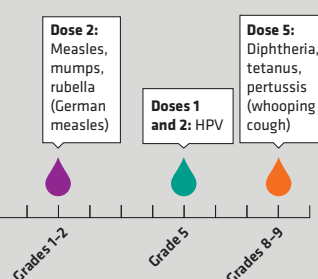 Dose 2:
Measles,
mumps,
rubella
(German
measles)
Doses 1
and 2: HPV
Dose 5:
Diphtheria,
tetanus,
pertussis
(whooping
cough)
Grades 1–2
Grade 5
Grades 8–9